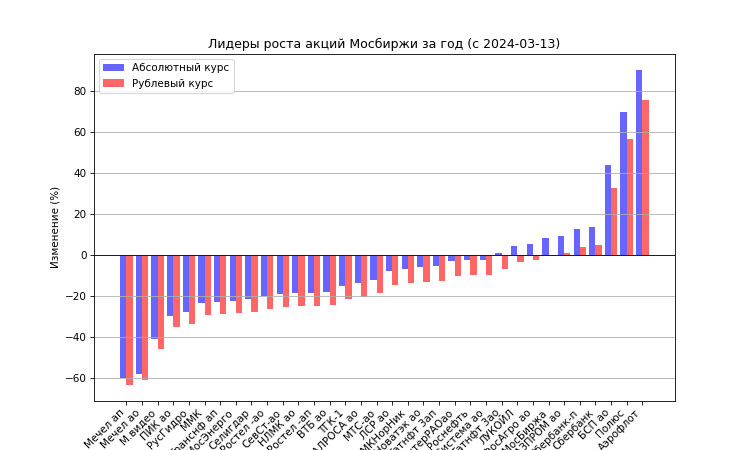 Лидеры роста акций Мосбиржи за год (с 2024-03-13)
Абсолютный курс
Рублевый курс
Изменение (%)
80
60
40
20
0
−20
−40
−60
Мечел ап
Мечел ао
М.видео
ПИК ао
РусГидро
ММК
Транснф ап
МосЭнерго
Селигдар
Ростел -ао
СевСт-ао
НЛМК ао
Ростел -ап
ВТБ ао
ТГК-1
АЛРОСА ао
МТС-ао
ЛСР ао
ГМКНорНик
Новатэк ао
Татнфт 3ап
ИнтерРАОао
Роснефть
Система ао
Татнфт 3ао
ЛУКОЙЛ
РосАгро ао
МосБиржа
ГАЗПРОМ ао
Сбербанк-п
Сбербанк
БСП ао
Полюс
Аэрофлот